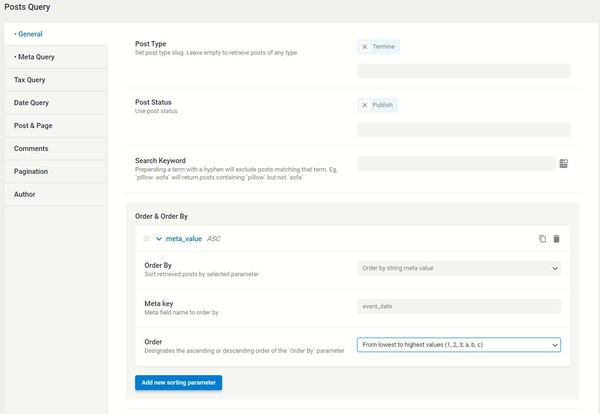 Posts Query
• General
• Meta Query
Tax Query
Date Query
Post & Page
Comments
Pagination
Author
Post Type
Set post type slug. Leave empty to retrieve posts of any type
× Termine
Post Status
Use post status
× Publish
Search Keyword
Prepending a term with a hyphen will exclude posts matching that term. Eg,
`pillow -sofa` will return posts containing `pillow` but not `sofa`
Order & Order By
meta_value ASC
Order By
Sort retrieved posts by selected parameter
Order by string meta value
Meta key
Meta field name to order by
event_date
Order
Designates the ascending or descending order of the `Order By` parameter
From lowest to highest values (1, 2, 3; a, b, c)
Add new sorting parameter